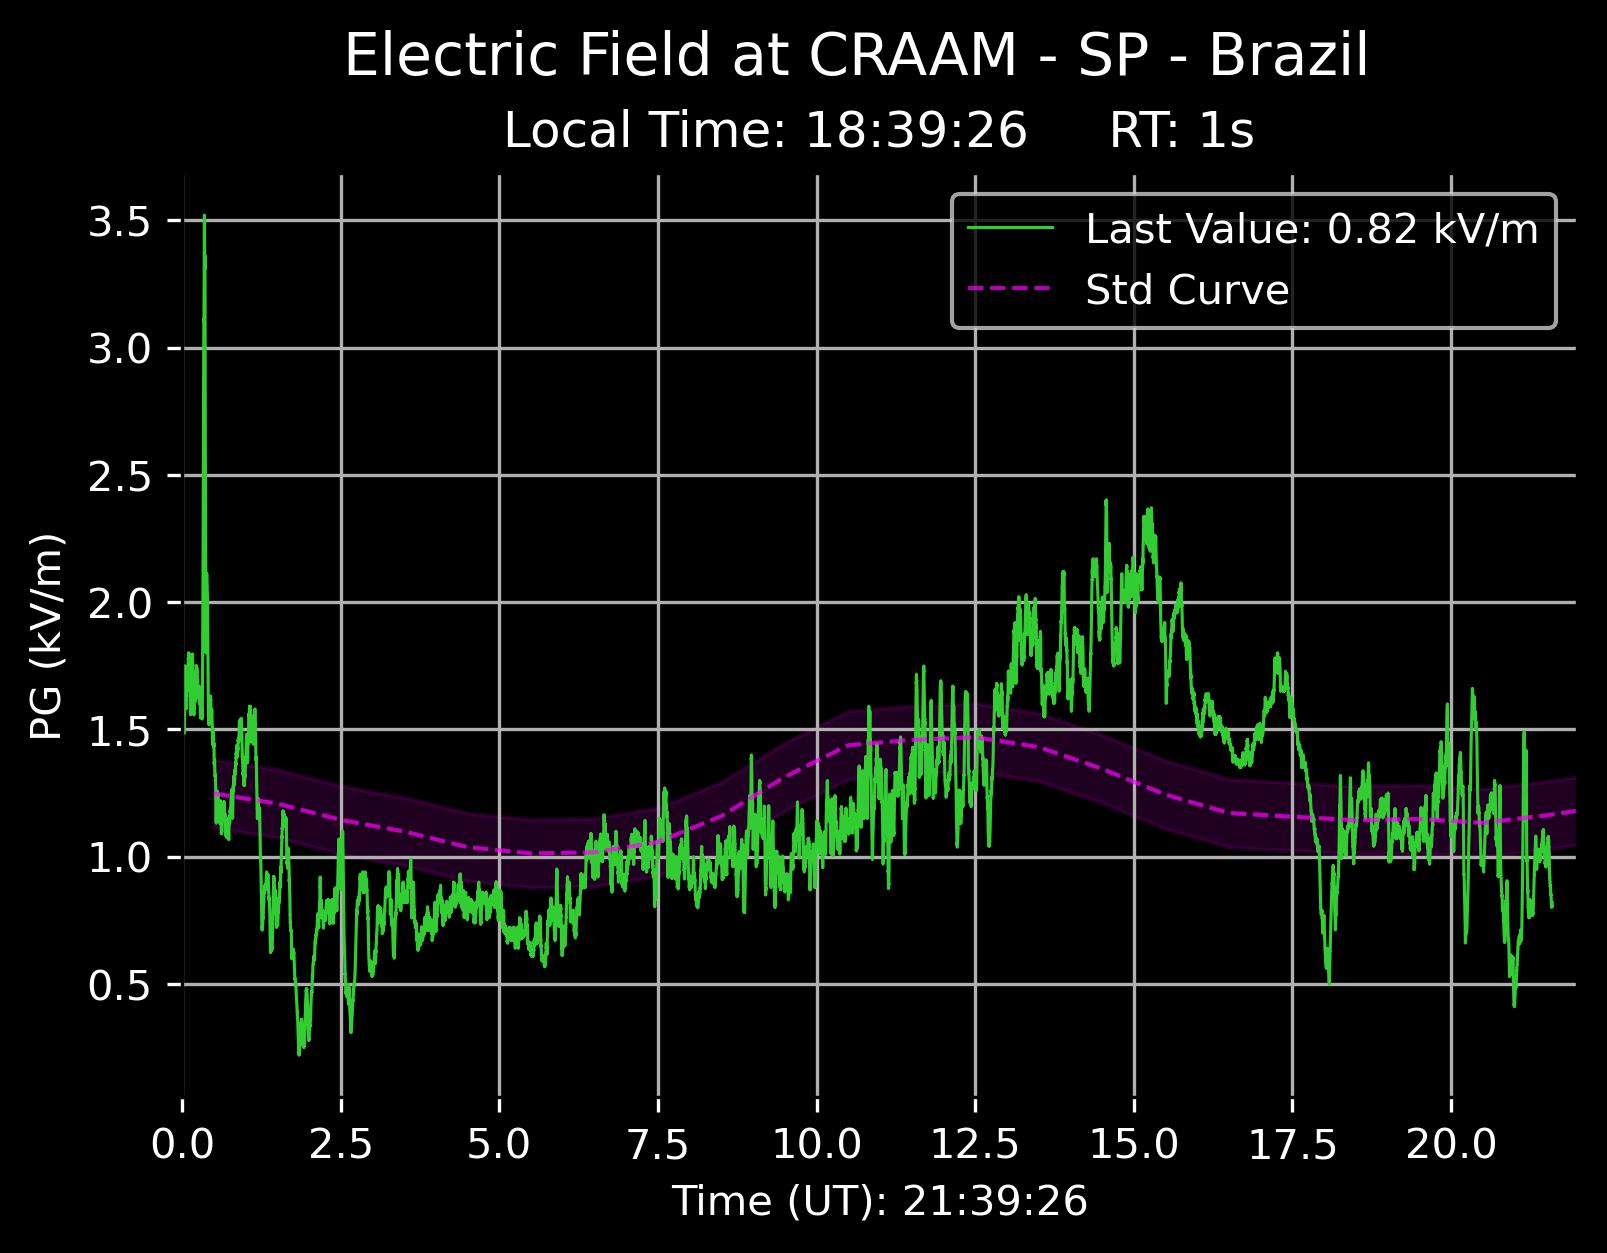 Electric Field at CRAAM - SP - Brazil
Local Time: 18:39:26 RT: 1s
Last Value: 0.82 kV/m
Std Curve
PG (kV/m)
3.5
3.0
2.5
2.0
1.5
1.0
0.5
0.0 2.5 5.0 7.5 10.0 12.5 15.0 17.5 20.0
Time (UT): 21:39:26